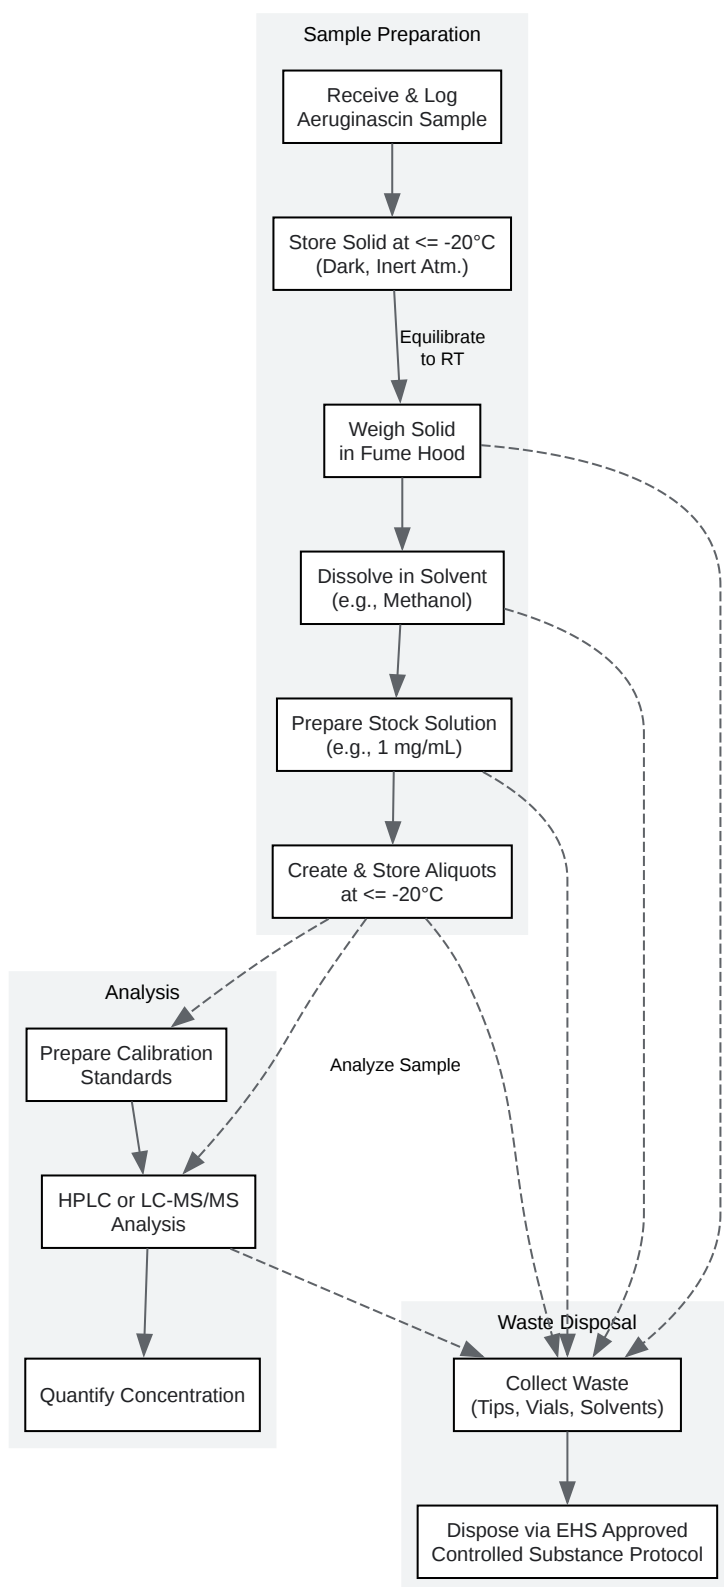 Sample Preparation
Receive & Log
Aeruginascin Sample
Store Solid at <= -20°C
(Dark, Inert Atm.)
Equilibrate
to RT
Weigh Solid
in Fume Hood
Dissolve in Solvent
(e.g., Methanol)
Prepare Stock Solution
(e.g., 1 mg/mL)
Create & Store Aliquots
at <= -20°C
Analysis
Prepare Calibration
Standards
Analyze Sample
HPLC or LC-MS/MS
Analysis
Quantify Concentration
Waste Disposal
Collect Waste
(Tips, Vials, Solvents)
Dispose via EHS Approved
Controlled Substance Protocol